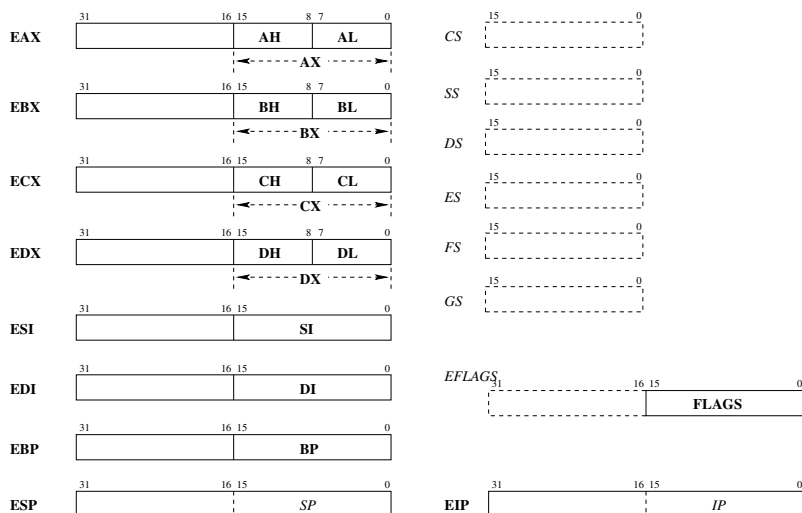 31 16 15 8 7 0
EAX AH AL
AX
31 16 15 8 7 0
EBX BH BL
BX
31 16 15 8 7 0
ECX CH CL
CX
31 16 15 8 7 0
EDX DH DL
DX
31 16 15 0
ESI SI
31 16 15 0
EDI DI
31 16 15 0
EBP BP
31 16 15 0
ESP SP
15 0
CS
15 0
SS
15 0
DS
15 0
ES
15 0
FS
15 0
GS
EFLAGS
31 16 15 0
FLAGS
31 16 15 0
EIP IP